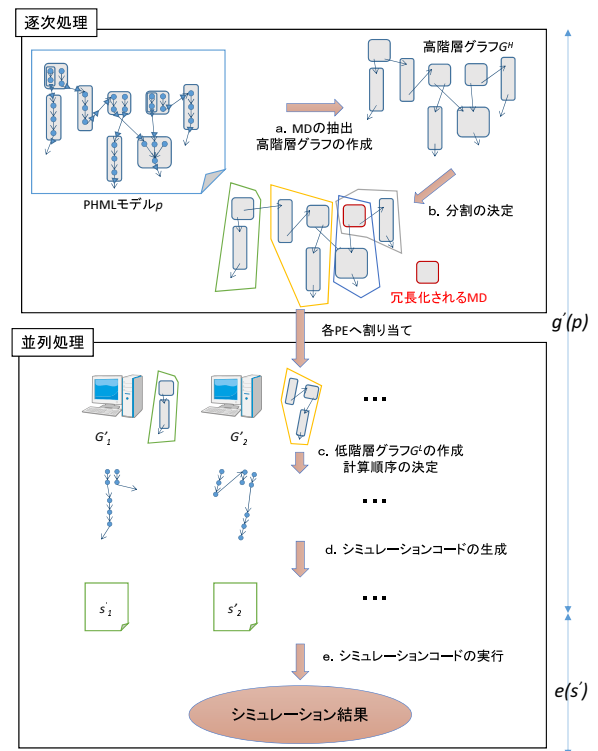 逐次処理
高階層グラフG^H
a. MDの抽出
高階層グラフの作成
PHMLモデルp
b. 分割の決定
冗長化されるMD
g'(p)
各PEへ割り当て
並列処理
G'₁
G'₂
...
c. 低階層グラフG^Lの作成
計算順序の決定
...
d. シミュレーションコードの生成
s'₁
s'₂
...
e. シミュレーションコードの実行
e(s')
シミュレーション結果